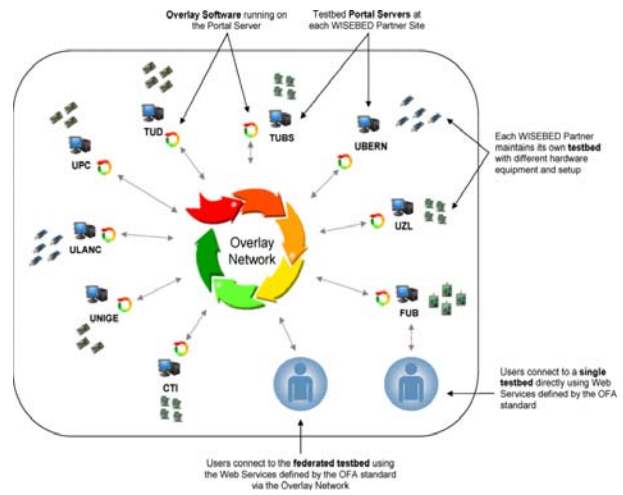 Overlay Software running on
the Portal Server
Testbed Portal Servers at
each WISEBED Partner Site
TUD
TUBS
UBERN
UPC
Each WISEBED Partner
maintains its own testbed
with different hardware
equipment and setup
UZL
ULANC
Overlay
Network
UNIGE
FUB
CTI
Users connect to a single
testbed directly using Web
Services defined by the OFA
standard
Users connect to the federated testbed using
the Web Services defined by the OFA standard
via the Overlay Network